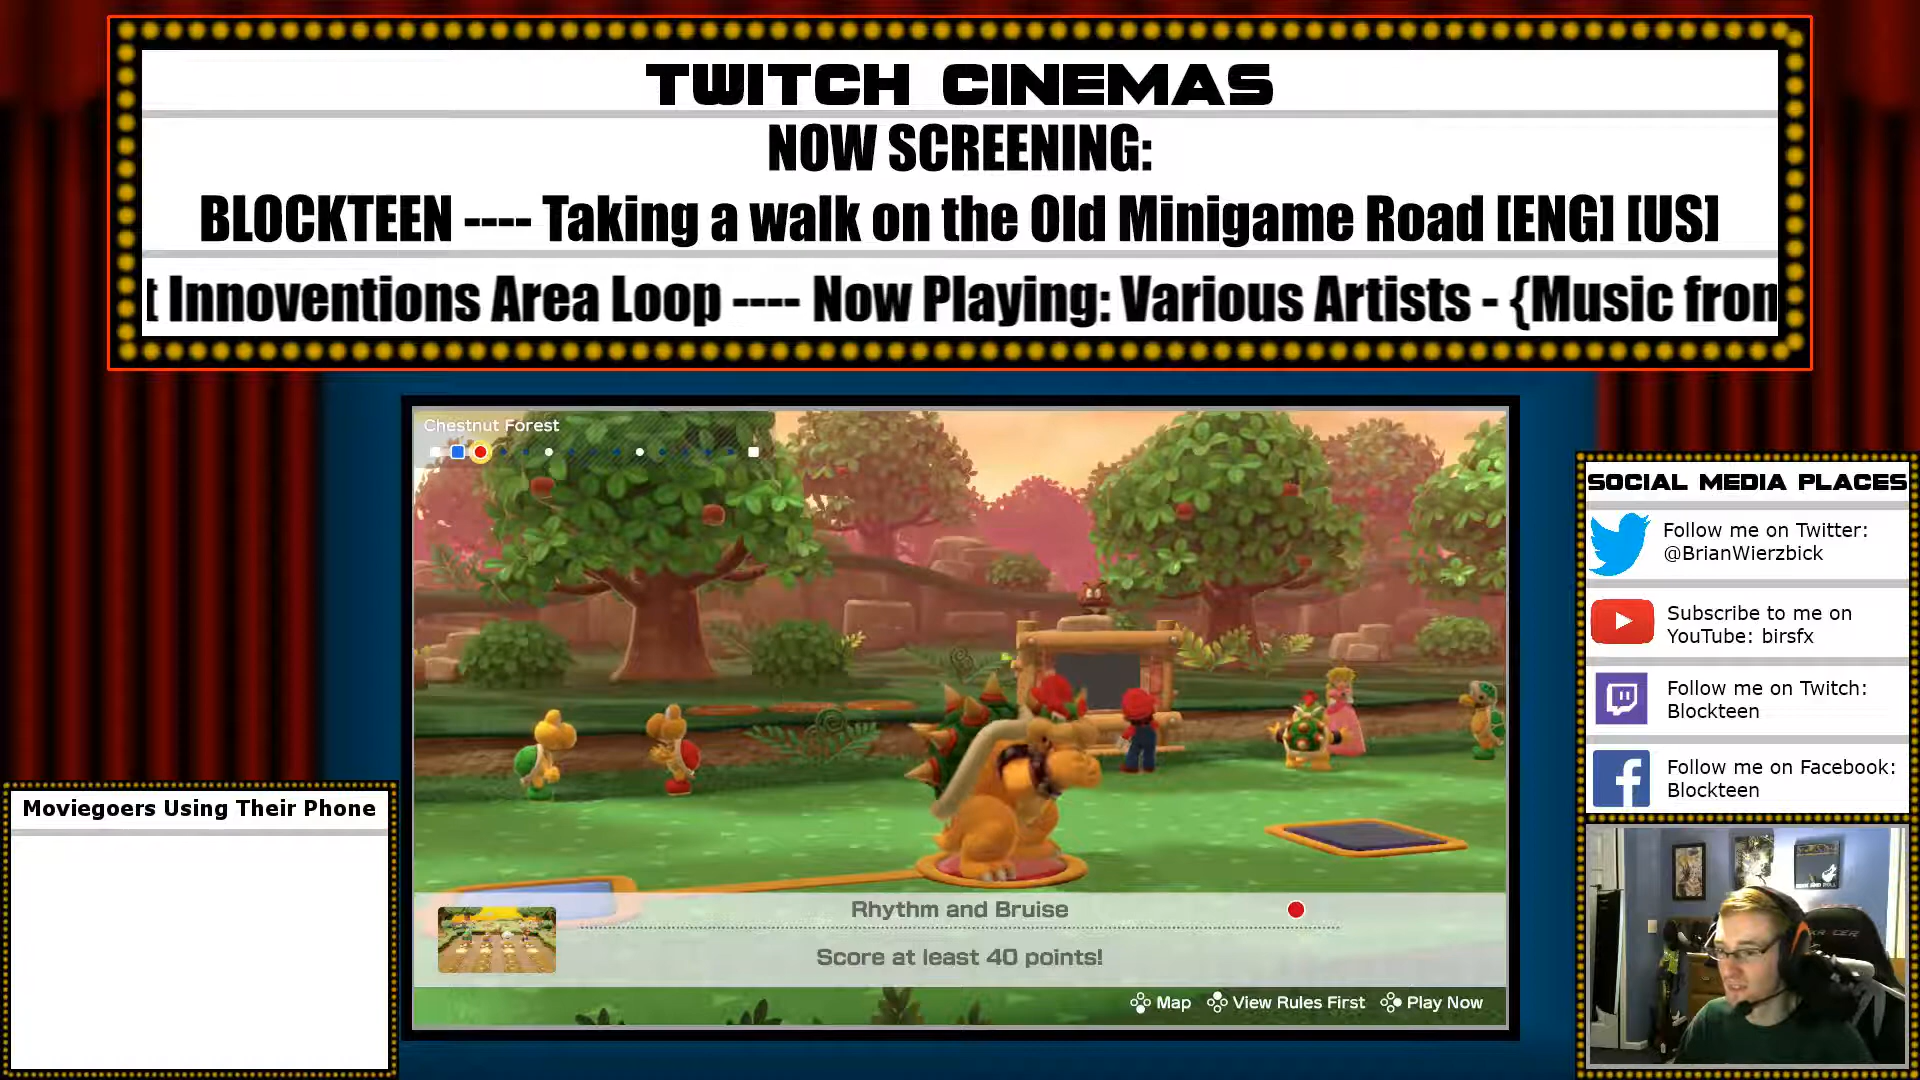 TWITCH CINEMAS
NOW SCREENING:
BLOCKTEEN ---- Taking a walk on the Old Minigame Road [ENG] [US]
t Innoventions Area Loop ---- Now Playing: Various Artists - {Music from
Chestnut Forest
Rhythm and Bruise
Score at least 40 points!
Map View Rules First Play Now
Moviegoers Using Their Phone
SOCIAL MEDIA PLACES
Follow me on Twitter:
@BrianWierzbick
Subscribe to me on
YouTube: birsfx
Follow me on Twitch:
Blockteen
Follow me on Facebook:
Blockteen